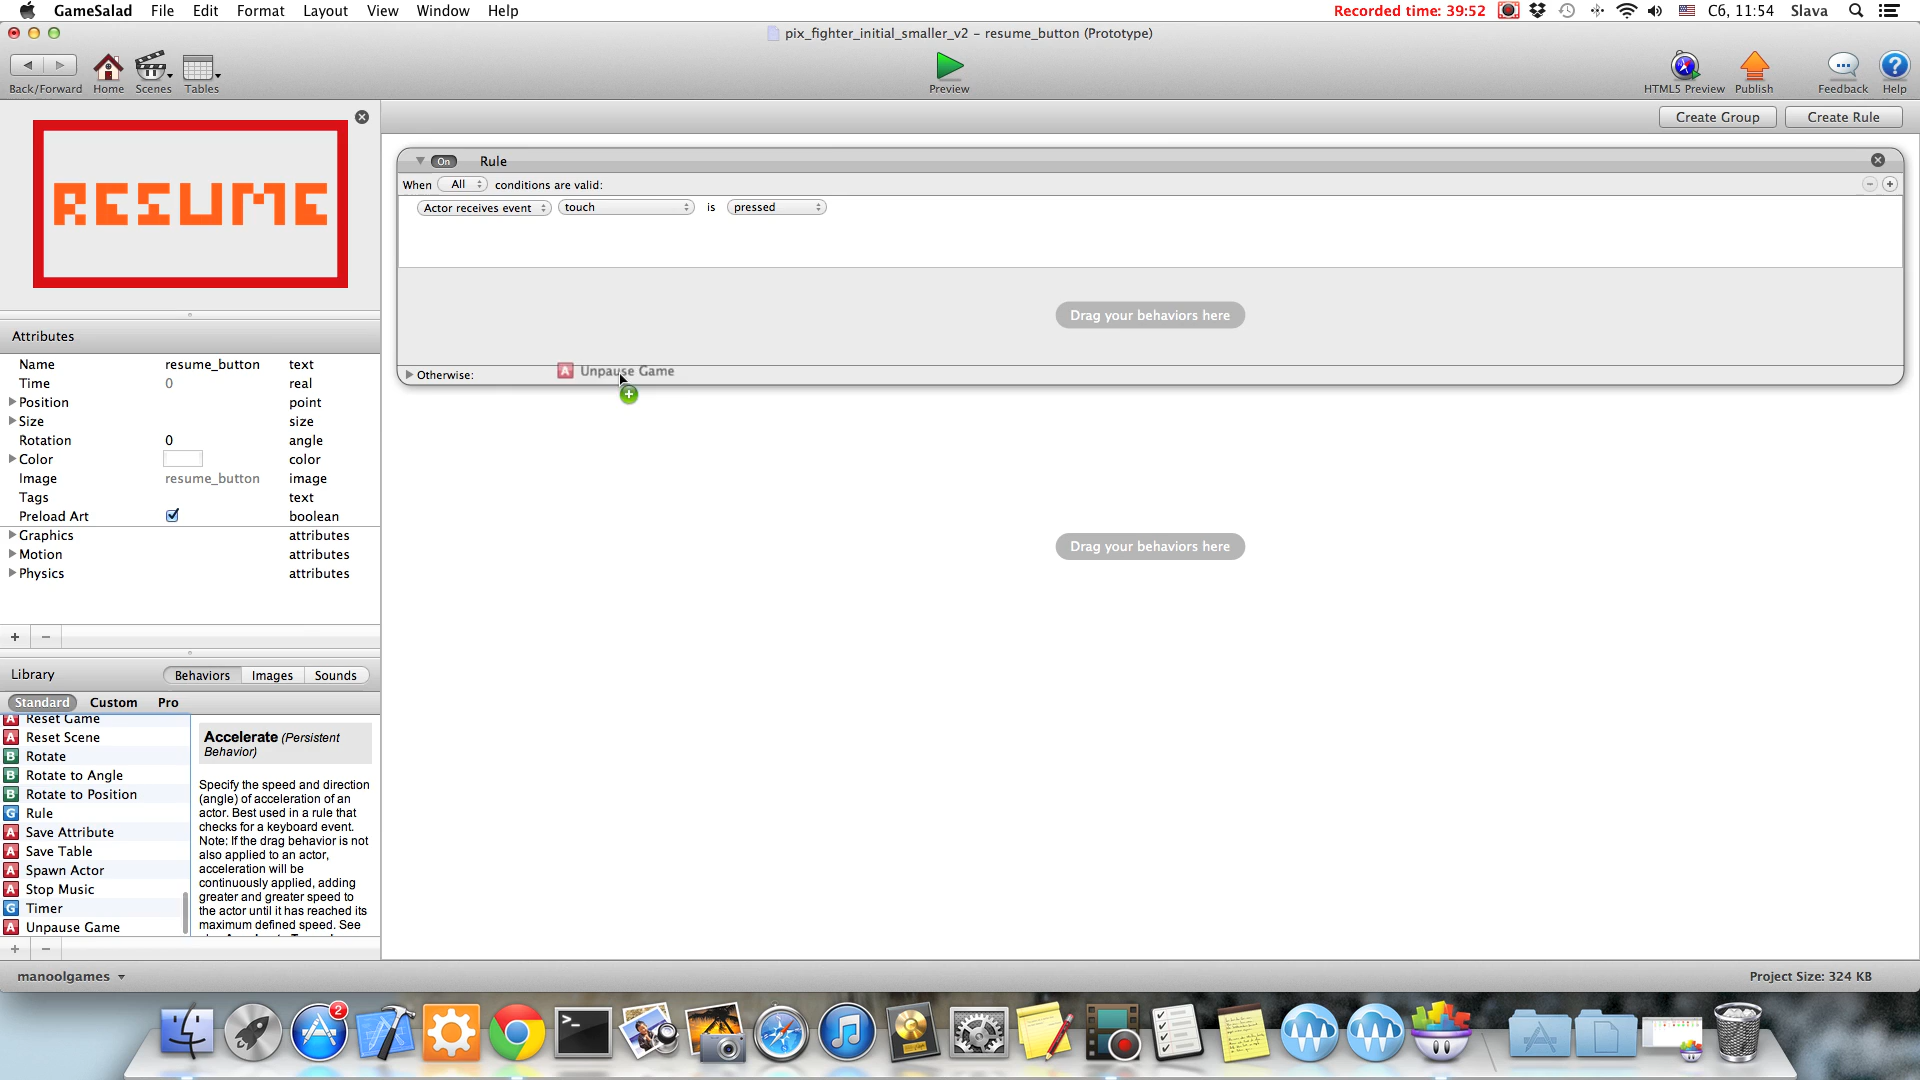 GameSalad File Edit Format Layout View Window Help Recorded time: 39:52 C6, 11:54 Slava
pix_fighter_initial_smaller_v2 – resume_button (Prototype)
Back/Forward Home Scenes Tables Preview HTML5 Preview Publish Feedback Help
Create Group Create Rule
RESUME
On Rule
When All conditions are valid:
Actor receives event touch is pressed
Drag your behaviors here
Otherwise:
Unpause Game
Drag your behaviors here
Attributes
Name resume_button text
Time 0 real
Position point
Size size
Rotation 0 angle
Color color
Image resume_button image
Tags text
Preload Art boolean
Graphics attributes
Motion attributes
Physics attributes
Library Behaviors Images Sounds
Standard Custom Pro
Reset Game
Reset Scene
Rotate
Rotate to Angle
Rotate to Position
Rule
Save Attribute
Save Table
Spawn Actor
Stop Music
Timer
Unpause Game
Accelerate (Persistent
Behavior)
Specify the speed and direction
(angle) of acceleration of an
actor. Best used in a rule that
checks for a keyboard event.
Note: If the drag behavior is not
also applied to an actor,
acceleration will be
continuously applied, adding
greater and greater speed to
the actor until it has reached its
maximum defined speed. See
manoolgames
Project Size: 324 KB
2